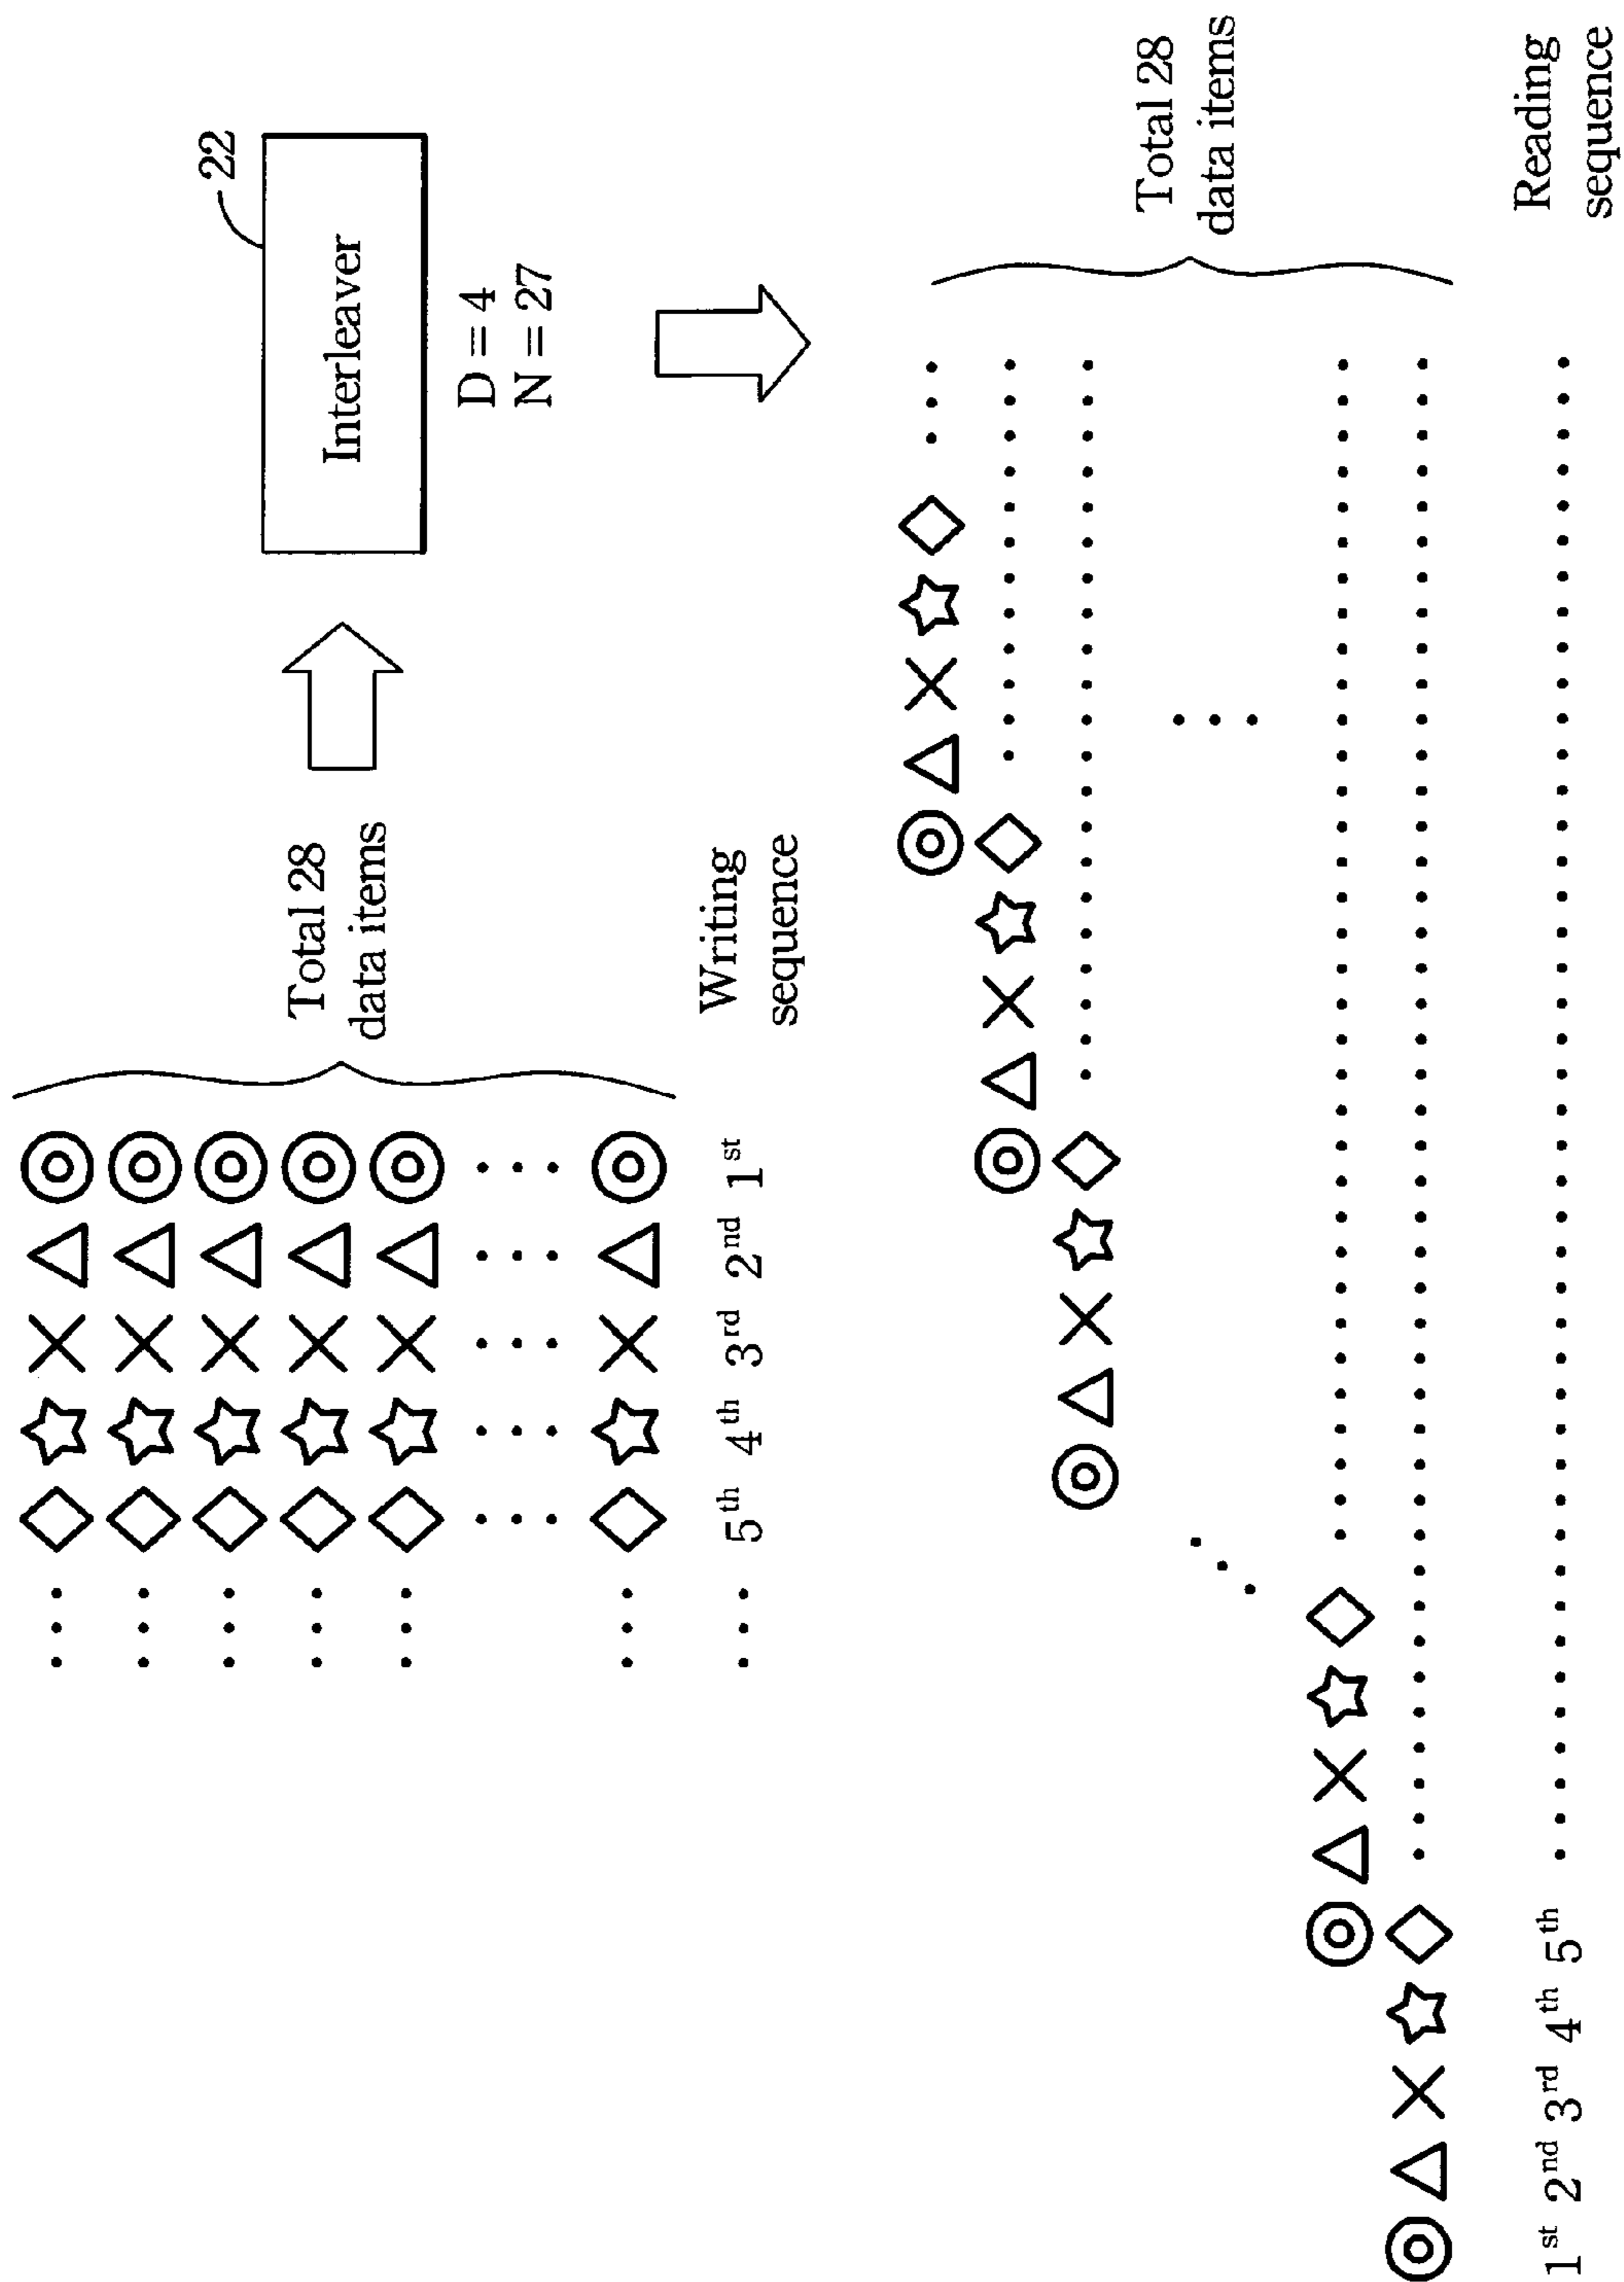 Total 28
data items
Writing
sequence
5th 4th 3rd 2nd 1st
22
Interleaver
D = 4
N = 27
Total 28
data items
1st 2nd 3rd 4th 5th
Reading
sequence